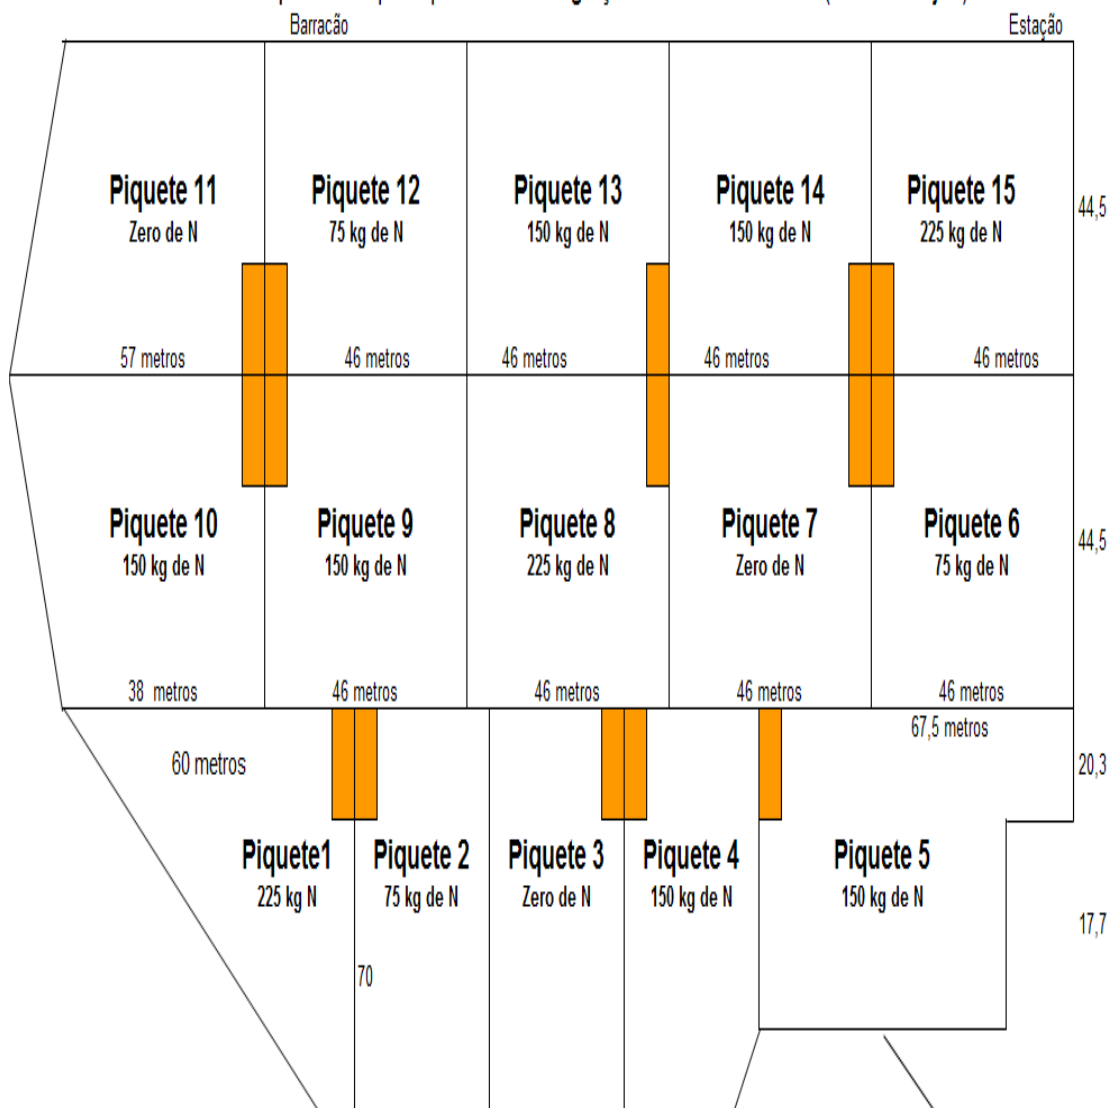 Barracão Estação
Piquete 11 Piquete 12 Piquete 13 Piquete 14 Piquete 15
Zero de N 75 kg de N 150 kg de N 150 kg de N 225 kg de N
44,5
57 metros 46 metros 46 metros 46 metros 46 metros
Piquete 10 Piquete 9 Piquete 8 Piquete 7 Piquete 6
150 kg de N 150 kg de N 225 kg de N Zero de N 75 kg de N
44,5
38 metros 46 metros 46 metros 46 metros 46 metros
67,5 metros
60 metros
20,3
Piquete1 Piquete 2 Piquete 3 Piquete 4 Piquete 5
225 kg N 75 kg de N Zero de N 150 kg de N 150 kg de N
17,7
70